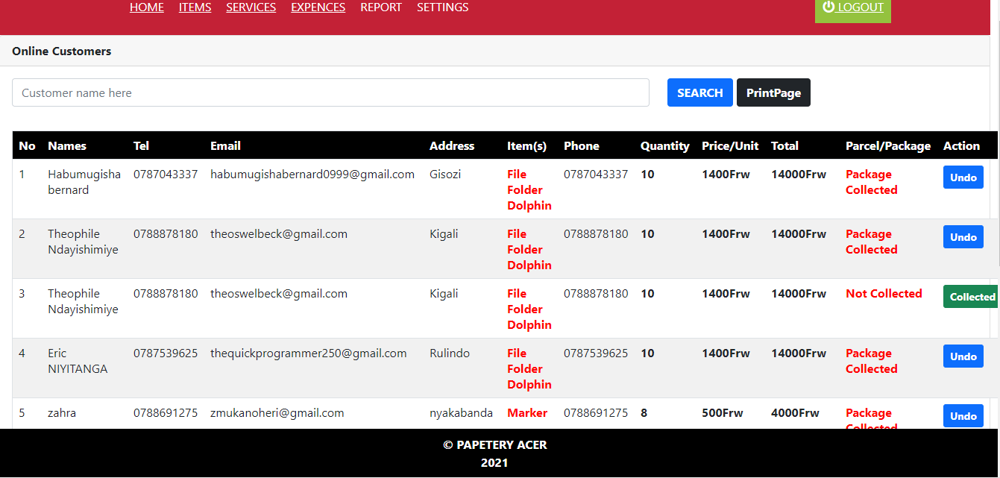 HOME ITEMS SERVICES EXPENCES REPORT SETTINGS LOGOUT
Online Customers
Customer name here SEARCH PrintPage
No Names Tel Email Address Item(s) Phone Quantity Price/Unit Total Parcel/Package Action
1 Habumugisha 0787043337 habumugishabernard0999@gmail.com Gisozi File 0787043337 10 1400Frw 14000Frw Package Undo
bernard Folder Collected
Dolphin
2 Theophile 0788878180 theoswelbeck@gmail.com Kigali File 0788878180 10 1400Frw 14000Frw Package Undo
Ndayishimiye Folder Collected
Dolphin
3 Theophile 0788878180 theoswelbeck@gmail.com Kigali File 0788878180 10 1400Frw 14000Frw Not Collected Collected
Ndayishimiye Folder
Dolphin
4 Eric 0787539625 thequickprogrammer250@gmail.com Rulindo File 0787539625 10 1400Frw 14000Frw Package Undo
NIYITANGA Folder Collected
Dolphin
5 zahra 0788691275 zmukanoheri@gmail.com nyakabanda Marker 0788691275 8 500Frw 4000Frw Package Undo
Collected
© PAPETERY ACER
2021